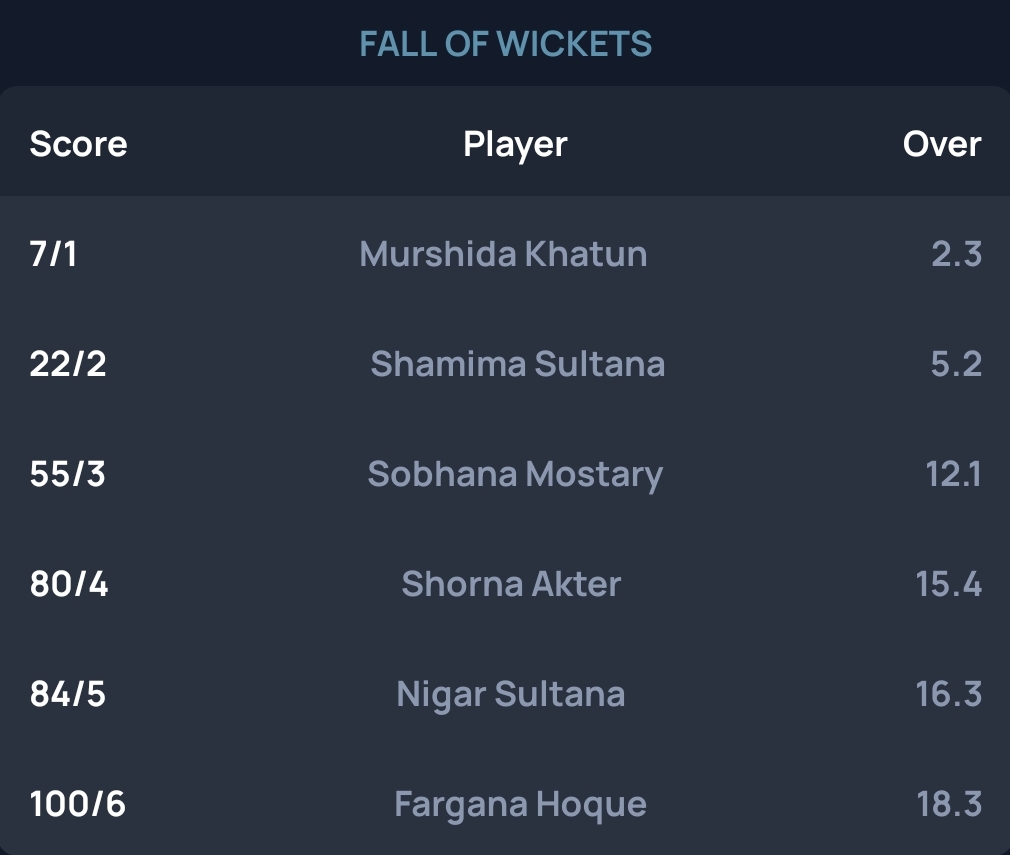 FALL OF WICKETS
Score Player Over
7/1 Murshida Khatun 2.3
22/2 Shamima Sultana 5.2
55/3 Sobhana Mostary 12.1
80/4 Shorna Akter 15.4
84/5 Nigar Sultana 16.3
100/6 Fargana Hoque 18.3